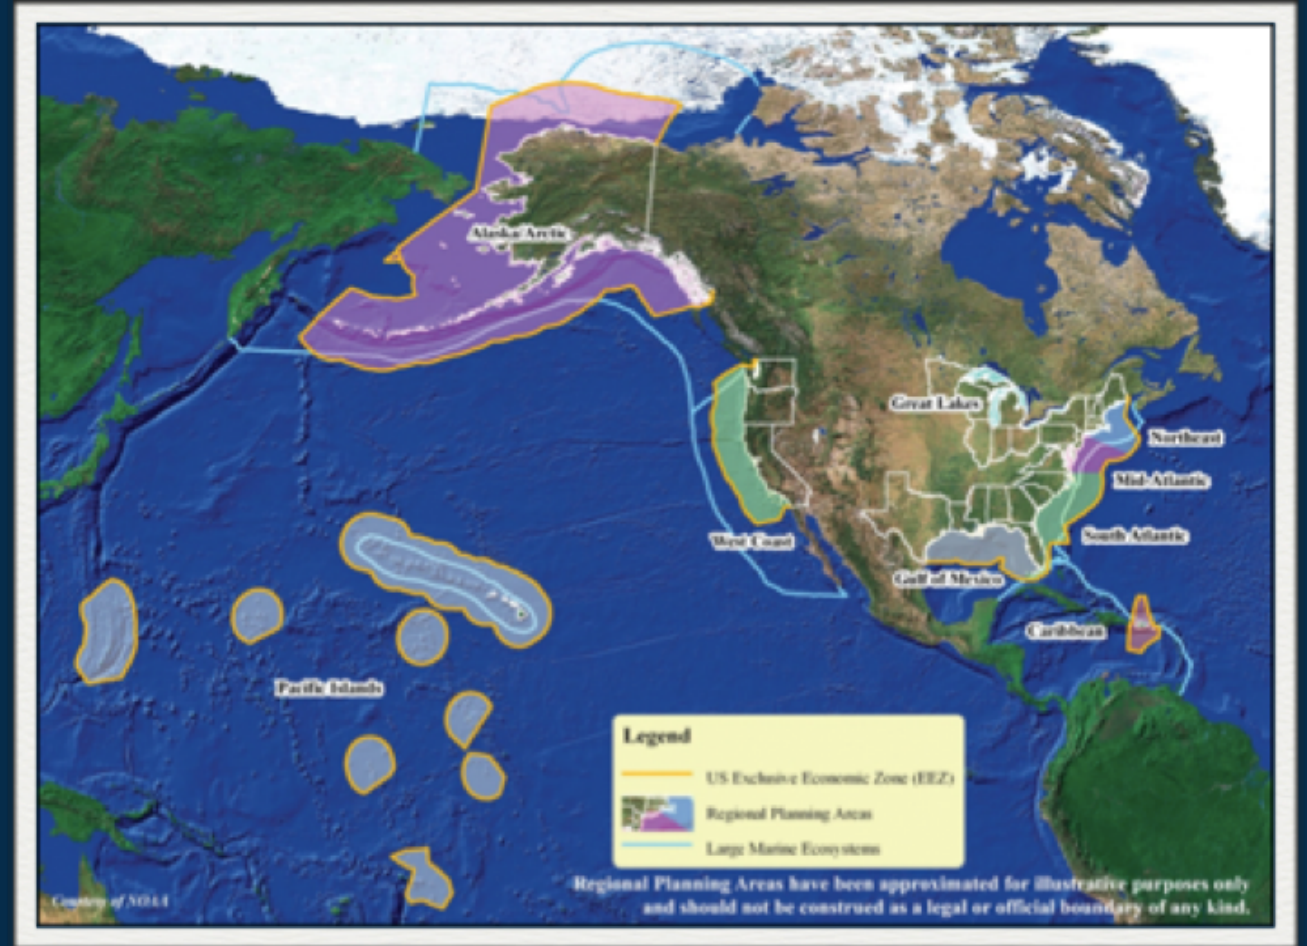 Alaska/Arctic
Great Lakes
Northeast
Mid-Atlantic
South Atlantic
West Coast
Gulf of Mexico
Caribbean
Pacific Islands
Legend
US Exclusive Economic Zone (EEZ)
Regional Planning Areas
Large Marine Ecosystems
Courtesy of NOAA
Regional Planning Areas have been approximated for illustrative purposes only
and should not be construed as a legal or official boundary of any kind.